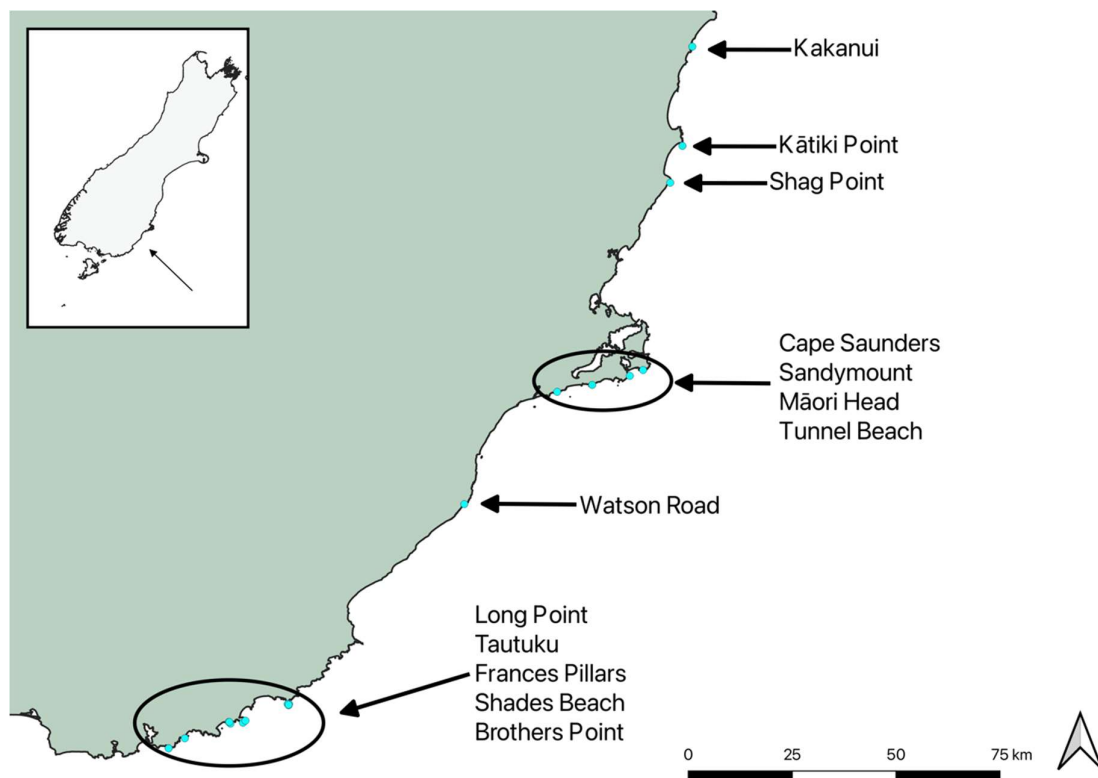 Kakanui
Kātiki Point
Shag Point
Cape Saunders
Sandymount
Māori Head
Tunnel Beach
Watson Road
Long Point
Tautuku
Frances Pillars
Shades Beach
Brothers Point
0 25 50 75 km